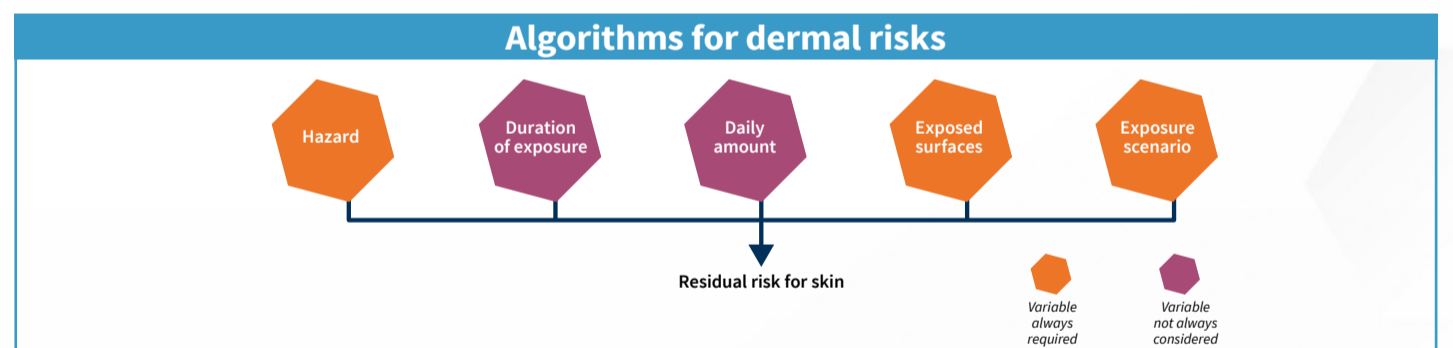 Algorithms for dermal risks
Hazard
Duration
of exposure
Daily
amount
Exposed
surfaces
Exposure
scenario
Residual risk for skin
Variable
always
required
Variable
not always
considered